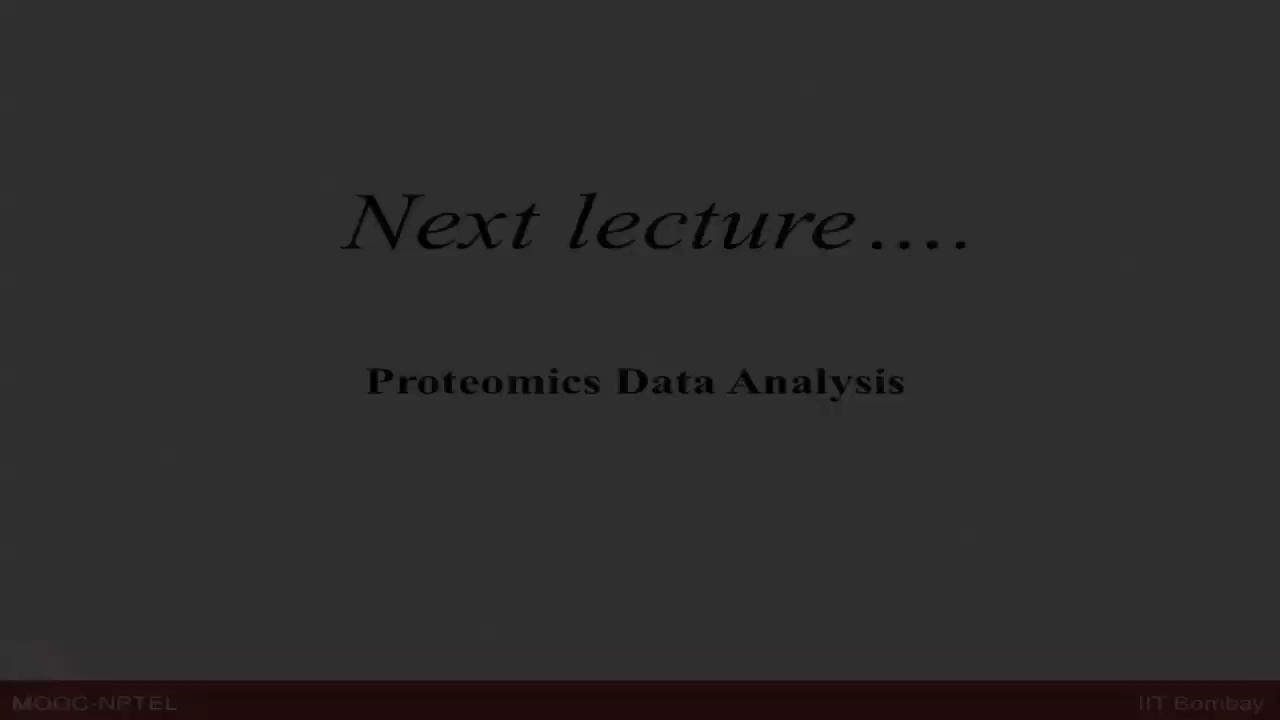 Next lecture....
Proteomics Data Analysis
MOOC-NPTEL
IIT Bombay